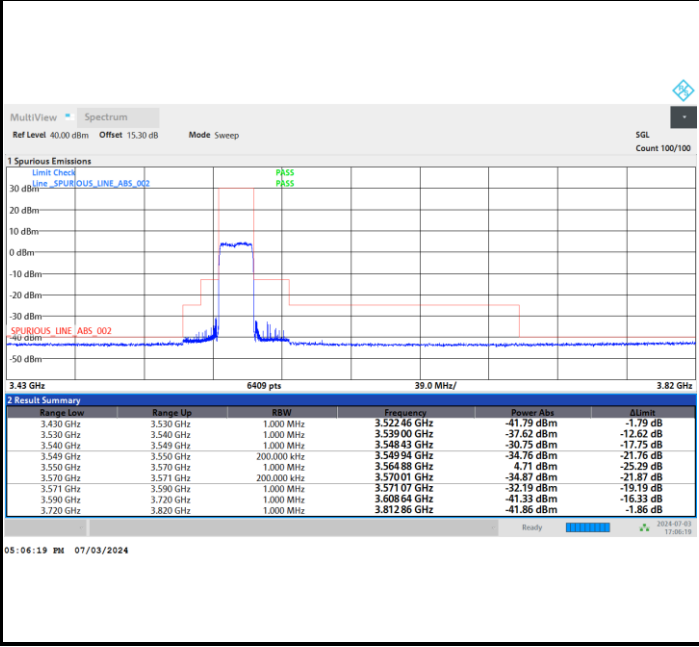 MultiView Spectrum
Ref Level 40.00 dBm Offset 15.30 dB Mode Sweep SGL
Count 100/100
1 Spurious Emissions
Limit Check PASS
Line _SPURIOUS_LINE_ABS_002 PASS
30 dBm
20 dBm
10 dBm
0 dBm
-10 dBm
-20 dBm
-30 dBm
SPURIOUS_LINE_ABS_002
-40 dBm
-50 dBm
3.43 GHz 6409 pts 39.0 MHz/ 3.82 GHz
2 Result Summary
Range Low Range Up RBW Frequency Power Abs ΔLimit
3.430 GHz 3.530 GHz 1.000 MHz 3.522 46 GHz -41.79 dBm -1.79 dB
3.530 GHz 3.540 GHz 1.000 MHz 3.539 00 GHz -37.62 dBm -12.62 dB
3.540 GHz 3.549 GHz 1.000 MHz 3.548 43 GHz -30.75 dBm -17.75 dB
3.549 GHz 3.550 GHz 200.000 kHz 3.549 94 GHz -34.76 dBm -21.76 dB
3.550 GHz 3.570 GHz 1.000 MHz 3.564 88 GHz 4.71 dBm -25.29 dB
3.570 GHz 3.571 GHz 200.000 kHz 3.570 01 GHz -34.87 dBm -21.87 dB
3.571 GHz 3.590 GHz 1.000 MHz 3.571 07 GHz -32.19 dBm -19.19 dB
3.590 GHz 3.720 GHz 1.000 MHz 3.608 64 GHz -41.33 dBm -16.33 dB
3.720 GHz 3.820 GHz 1.000 MHz 3.812 86 GHz -41.86 dBm -1.86 dB
Ready 2024-07-03
17:06:19
05:06:19 PM 07/03/2024